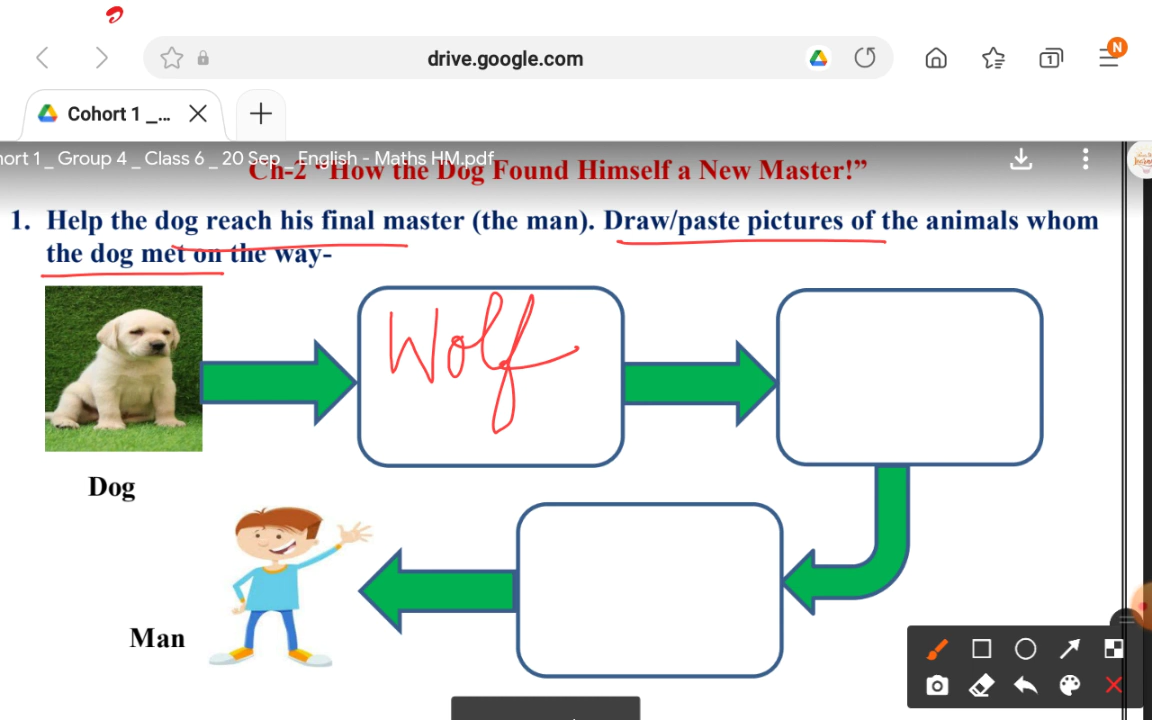 drive.google.com
N
1
Cohort 1 _...
hort 1 _ Group 4 _ Class 6 _ 20 Sep _ English - Maths HM.pdf
Ch-2 “How the Dog Found Himself a New Master!”
1. Help the dog reach his final master (the man). Draw/paste pictures of the animals whom
the dog met on the way-
Wolf
Dog
Man